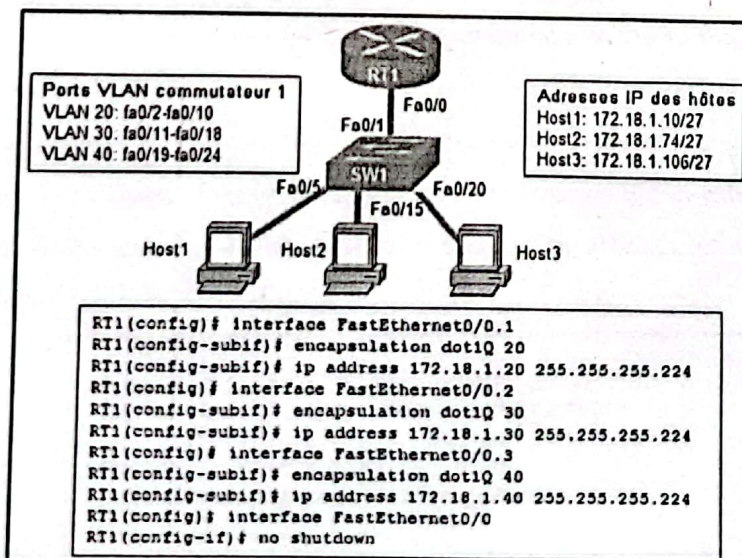 RT1
Ports VLAN commutateur 1
VLAN 20: fa0/2-fa0/10
VLAN 30: fa0/11-fa0/18
VLAN 40: fa0/19-fa0/24
Adresses IP des hôtes
Host1: 172.18.1.10/27
Host2: 172.18.1.74/27
Host3: 172.18.1.106/27
Fa0/0
Fa0/1
SW1
Fa0/5
Fa0/15
Fa0/20
Host1
Host2
Host3
RT1(config)# interface FastEthernet0/0.1
RT1(config-subif)# encapsulation dot1Q 20
RT1(config-subif)# ip address 172.18.1.20 255.255.255.224
RT1(config)# interface FastEthernet0/0.2
RT1(config-subif)# encapsulation dot1Q 30
RT1(config-subif)# ip address 172.18.1.30 255.255.255.224
RT1(config)# interface FastEthernet0/0.3
RT1(config-subif)# encapsulation dot1Q 40
RT1(config-subif)# ip address 172.18.1.40 255.255.255.224
RT1(config)# interface FastEthernet0/0
RT1(config-if)# no shutdown